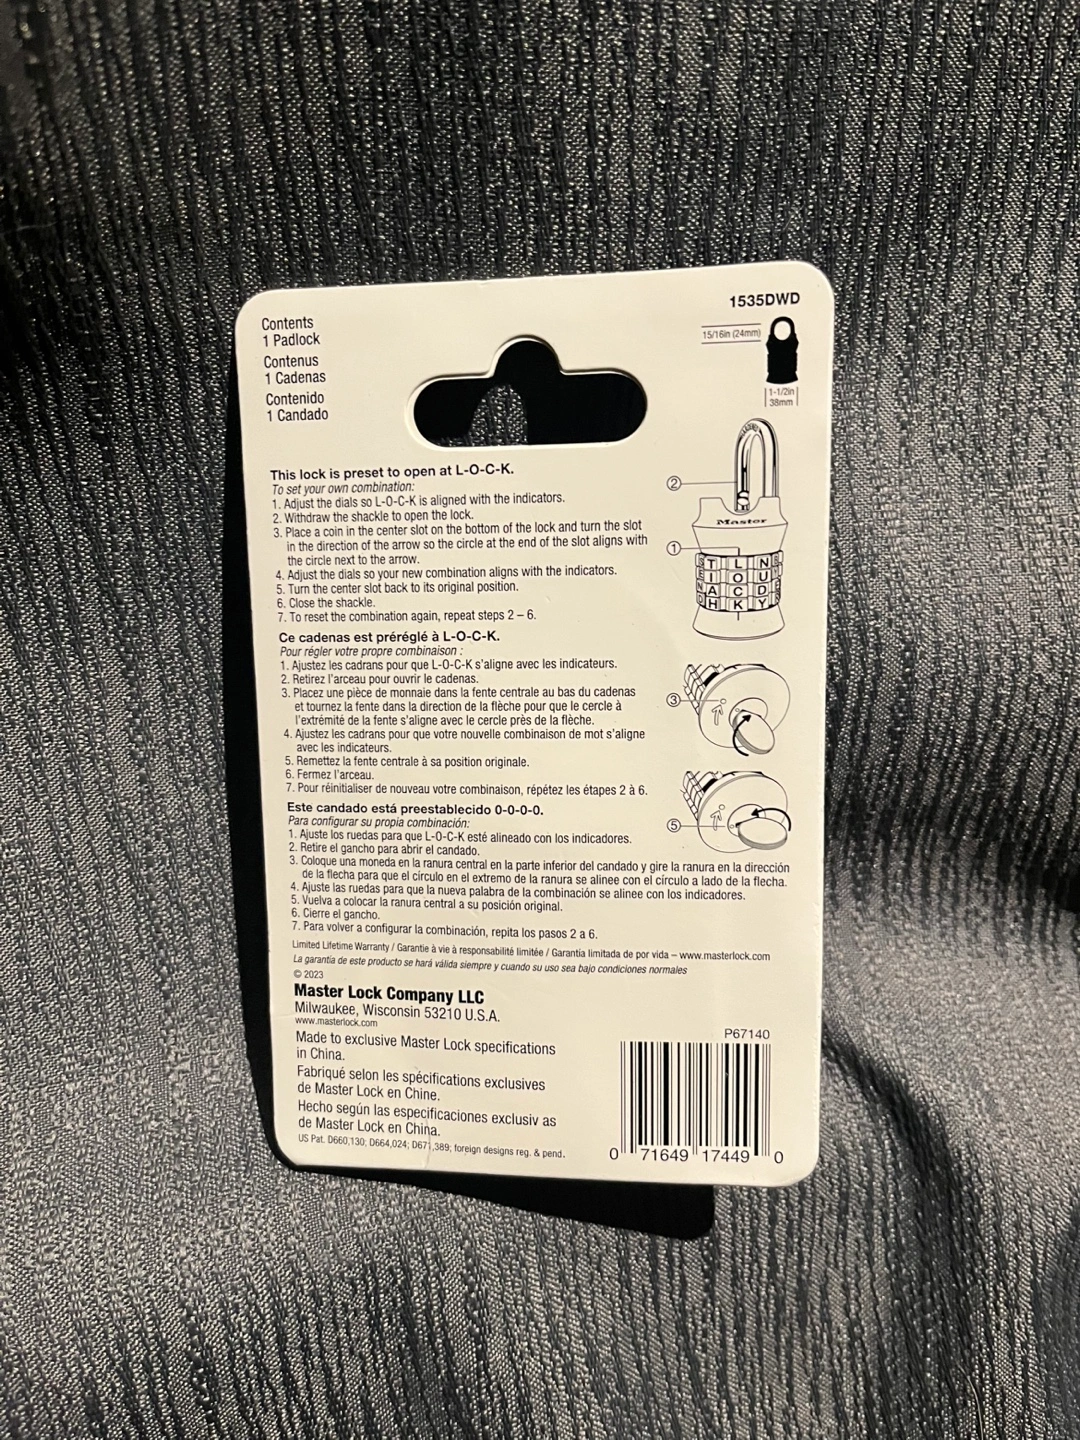 Contents
1 Padlock
Contenus
1 Cadenas
Contenido
1 Candado
1535DWD
15/16in (24mm)
1-1/2in
38mm
This lock is preset to open at L-O-C-K.
To set your own combination:
1. Adjust the dials so L-O-C-K is aligned with the indicators.
2. Withdraw the shackle to open the lock.
3. Place a coin in the center slot on the bottom of the lock and turn the slot
in the direction of the arrow so the circle at the end of the slot aligns with
the circle next to the arrow.
4. Adjust the dials so your new combination aligns with the indicators.
5. Turn the center slot back to its original position.
6. Close the shackle.
7. To reset the combination again, repeat steps 2 – 6.
Ce cadenas est préréglé à L-O-C-K.
Pour régler votre propre combinaison :
1. Ajustez les cadrans pour que L-O-C-K s'aligne avec les indicateurs.
2. Retirez l'arceau pour ouvrir le cadenas.
3. Placez une pièce de monnaie dans la fente centrale au bas du cadenas
et tournez la fente dans la direction de la flèche pour que le cercle à
l'extrémité de la fente s'aligne avec le cercle près de la flèche.
4. Ajustez les cadrans pour que votre nouvelle combinaison de mot s'aligne
avec les indicateurs.
5. Remettez la fente centrale à sa position originale.
6. Fermez l'arceau.
7. Pour réinitialiser de nouveau votre combinaison, répétez les étapes 2 à 6.
Este candado está preestablecido 0-0-0-0.
Para configurar su propia combinación:
1. Ajuste los ruedas para que L-O-C-K esté alineado con los indicadores.
2. Retire el gancho para abrir el candado.
3. Coloque una moneda en la ranura central en la parte inferior del candado y gire la ranura en la dirección
de la flecha para que el círculo en el extremo de la ranura se alinee con el círculo a lado de la flecha.
4. Ajuste las ruedas para que la nueva palabra de la combinación se alinee con los indicadores.
5. Vuelva a colocar la ranura central a su posición original.
6. Cierre el gancho.
7. Para volver a configurar la combinación, repita los pasos 2 a 6.
2
Master
1
T L N
I O U
A C D
H K Y
3
5
Limited Lifetime Warranty / Garantie à vie à responsabilité limitée / Garantía limitada de por vida – www.masterlock.com
La garantía de este producto se hará válida siempre y cuando su uso sea bajo condiciones normales
© 2023
Master Lock Company LLC
Milwaukee, Wisconsin 53210 U.S.A.
www.masterlock.com
Made to exclusive Master Lock specifications
in China.
Fabriqué selon les spécifications exclusives
de Master Lock en Chine.
Hecho según las especificaciones exclusiv as
de Master Lock en China.
US Pat. D660,130; D664,024; D671,389; foreign designs reg. & pend.
P67140
0 71649 17449 0